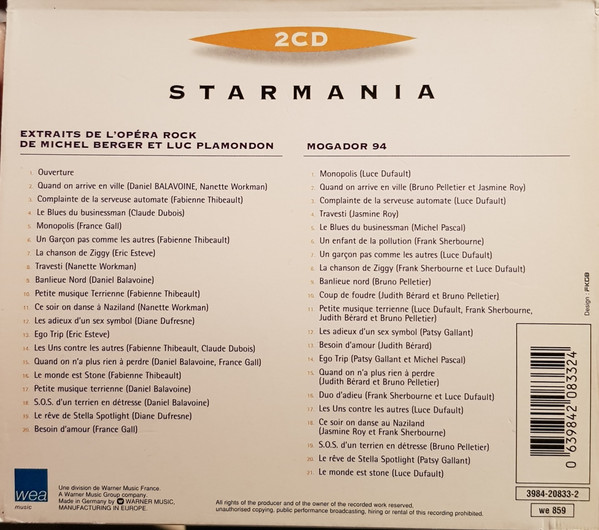 2CD
STARMANIA
EXTRAITS DE L'OPÉRA ROCK
DE MICHEL BERGER ET LUC PLAMONDON
1. Ouverture
2. Quand on arrive en ville (Daniel BALAVOINE, Nanette Workman)
3. Complainte de la serveuse automate (Fabienne Thibeault)
4. Le Blues du businessman (Claude Dubois)
5. Monopolis (France Gall)
6. Un Garçon pas comme les autres (Fabienne Thibeault)
7. La chanson de Ziggy (Eric Esteve)
8. Travesti (Nanette Workman)
9. Banlieue Nord (Daniel Balavoine)
10. Petite musique Terrienne (Fabienne Thibeault)
11. Ce soir on danse à Naziland (Nanette Workman)
12. Les adieux d'un sex symbol (Diane Dufresne)
13. Ego Trip (Eric Esteve)
14. Les Uns contre les autres (Fabienne Thibeault, Claude Dubois)
15. Quand on n'a plus rien à perdre (Daniel Balavoine, France Gall)
16. Le monde est Stone (Fabienne Thibeault)
17. Petite musique terrienne (Daniel Balavoine)
18. S.O.S. d'un terrien en détresse (Daniel Balavoine)
19. Le rêve de Stella Spotlight (Diane Dufresne)
20. Besoin d'amour (France Gall)
MOGADOR 94
1. Monopolis (Luce Dufault)
2. Quand on arrive en ville (Bruno Pelletier et Jasmine Roy)
3. Complainte de la serveuse automate (Luce Dufault)
4. Travesti (Jasmine Roy)
5. Le Blues du businessman (Michel Pascal)
6. Un enfant de la pollution (Frank Sherbourne)
7. Un garçon pas comme les autres (Luce Dufault)
8. La chanson de Ziggy (Frank Sherbourne et Luce Dufault)
9. Banlieue nord (Bruno Pelletier)
10. Coup de foudre (Judith Bérard et Bruno Pelletier)
11. Petite musique terrienne (Luce Dufault, Frank Sherbourne,
Judith Bérard et Bruno Pelletier)
12. Les adieux d'un sex symbol (Patsy Gallant)
13. Besoin d'amour (Judith Bérard)
14. Ego Trip (Patsy Gallant et Michel Pascal)
15. Quand on n'a plus rien à perdre
(Judith Bérard et Bruno Pelletier)
16. Duo d'adieu (Frank Sherbourne et Luce Dufault)
17. Les Uns contre les autres (Luce Dufault)
18. Ce soir on danse au Naziland
(Jasmine Roy et Frank Sherbourne)
19. S.O.S. d'un terrien en détresse (Bruno Pelletier)
20. Le rêve de Stella Spotlight (Patsy Gallant)
21. Le monde est stone (Luce Dufault)
Design : PKGB
0 639842 083324
3984-20833-2
we 859
wea
music
Une division de Warner Music France.
A Warner Music Group company.
Made in Germany by WARNER MUSIC,
MANUFACTURING IN EUROPE.
All rights of the producer and of the owner of the recorded work reserved.
unauthorised copying, public performance broadcasting, hiring or rental of this recording prohibited.